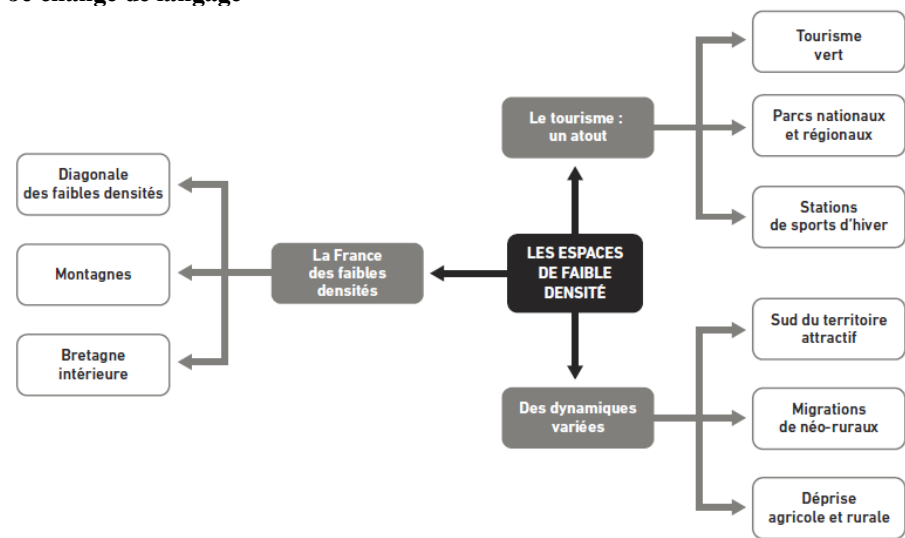 Tourisme
vert
Le tourisme :
un atout
Parcs nationaux
et régionaux
Stations
de sports d'hiver
Diagonale
des faibles densités
Montagnes
Bretagne
intérieure
La France
des faibles
densités
LES ESPACES
DE FAIBLE
DENSITÉ
Des dynamiques
variées
Sud du territoire
attractif
Migrations
de néo-ruraux
Déprise
agricole et rurale